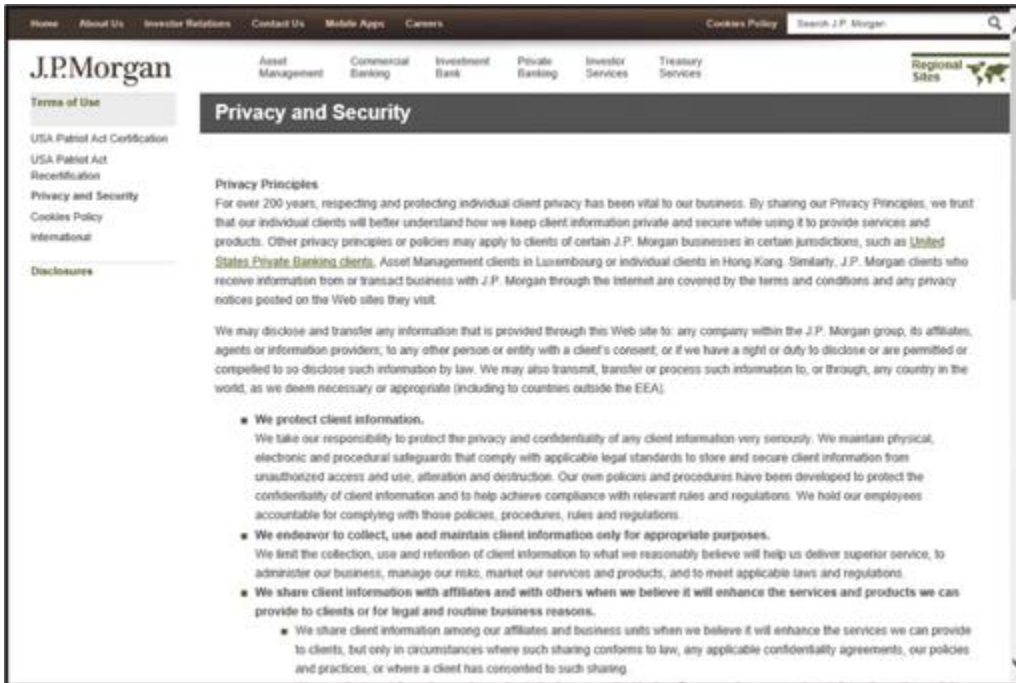 Home About Us Investor Relations Contact Us Mobile Apps Careers Cookies Policy Search J.P. Morgan
J.P.Morgan
Asset Management
Commercial Banking
Investment Bank
Private Banking
Investor Services
Treasury Services
Regional Sites
Terms of Use
USA Patriot Act Certification
USA Patriot Act
Recertification
Privacy and Security
Cookies Policy
International
Disclosures
Privacy and Security
Privacy Principles
For over 200 years, respecting and protecting individual client privacy has been vital to our business. By sharing our Privacy Principles, we trust
that our individual clients will better understand how we keep client information private and secure while using it to provide services and
products. Other privacy principles or policies may apply to clients of certain J.P. Morgan businesses in certain jurisdictions, such as United
States Private Banking clients, Asset Management clients in Luxembourg or individual clients in Hong Kong. Similarly, J.P. Morgan clients who
receive information from or transact business with J.P. Morgan through the Internet are covered by the terms and conditions and any privacy
notices posted on the Web sites they visit.
We may disclose and transfer any information that is provided through this Web site to: any company within the J.P. Morgan group, its affiliates,
agents or information providers; to any other person or entity with a client's consent; or if we have a right or duty to disclose or are permitted or
compelled to so disclose such information by law. We may also transmit, transfer or process such information to, or through, any country in the
world, as we deem necessary or appropriate (including to countries outside the EEA).
■ We protect client information.
We take our responsibility to protect the privacy and confidentiality of any client information very seriously. We maintain physical,
electronic and procedural safeguards that comply with applicable legal standards to store and secure client information from
unauthorized access and use, alteration and destruction. Our own policies and procedures have been developed to protect the
confidentiality of client information and to help achieve compliance with relevant rules and regulations. We hold our employees
accountable for complying with those policies, procedures, rules and regulations.
■ We endeavor to collect, use and maintain client information only for appropriate purposes.
We limit the collection, use and retention of client information to what we reasonably believe will help us deliver superior service, to
administer our business, manage our risks, market our services and products, and to meet applicable laws and regulations.
■ We share client information with affiliates and with others when we believe it will enhance the services and products we can
provide to clients or for legal and routine business reasons.
■ We share client information among our affiliates and business units when we believe it will enhance the services we can provide
to clients, but only in circumstances where such sharing conforms to law, any applicable confidentiality agreements, our policies
and practices, or where a client has consented to such sharing.